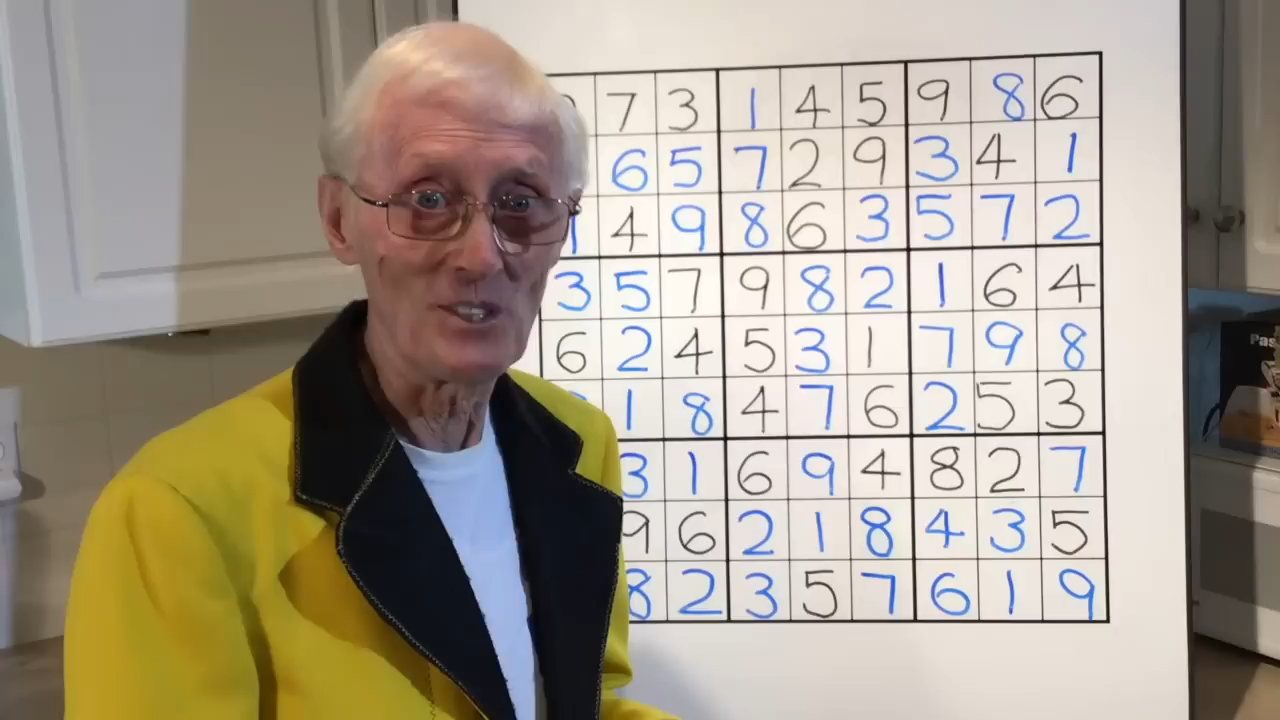 7 3 1 4 5 9 8 6
6 5 7 2 9 3 4 1
1 4 9 8 6 3 5 7 2
3 5 7 9 8 2 1 6 4
6 2 4 5 3 1 7 9 8
1 8 4 7 6 2 5 3
3 1 6 9 4 8 2 7
9 6 2 1 8 4 3 5
8 2 3 5 7 6 1 9
Pas